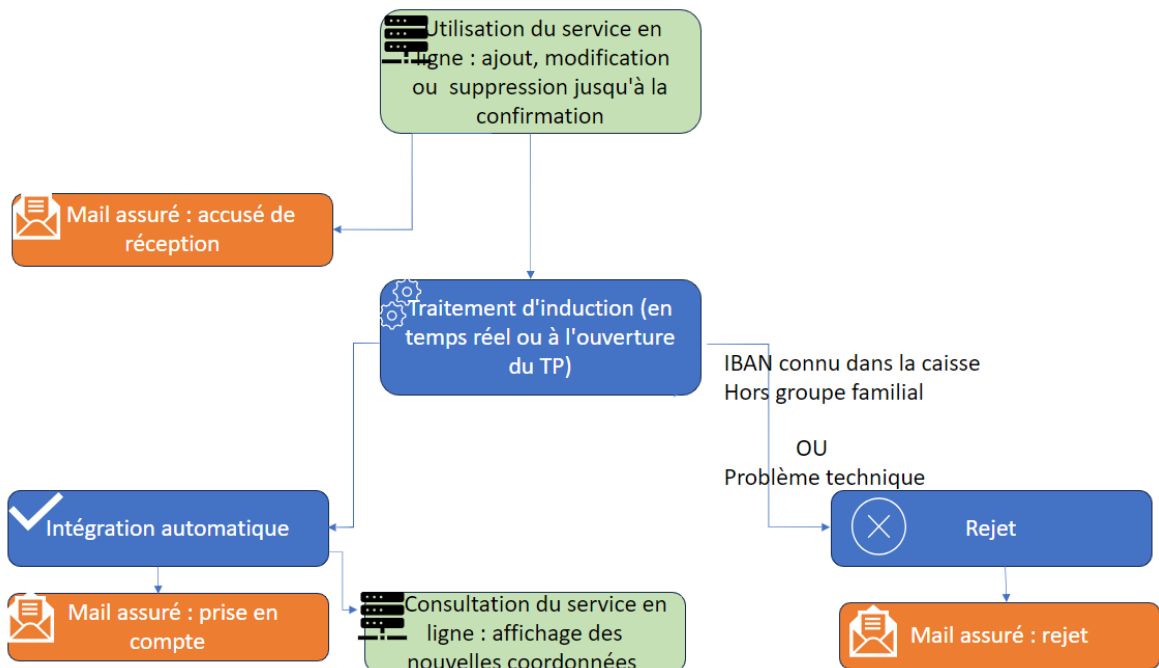 Utilisation du service en
ligne : ajout, modification
ou suppression jusqu'à la
confirmation
Mail assuré : accusé de
réception
Traitement d'induction (en
temps réel ou à l'ouverture
du TP)
IBAN connu dans la caisse
Hors groupe familial
OU
Problème technique
Intégration automatique
Rejet
Mail assuré : prise en
compte
Consultation du service en
ligne : affichage des
nouvelles coordonnées
Mail assuré : rejet